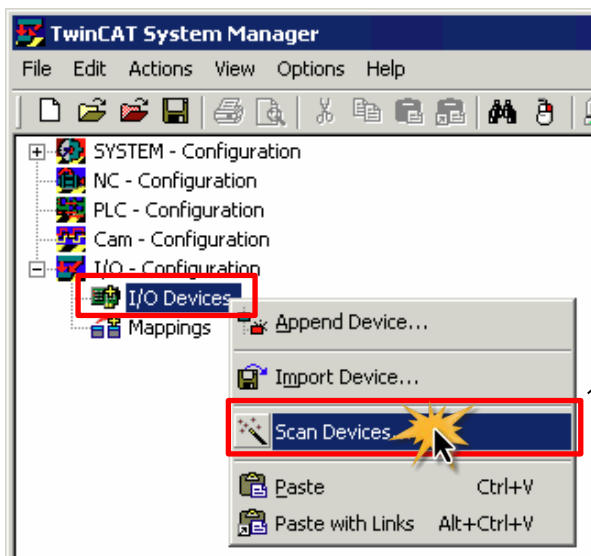 TwinCAT System Manager
File Edit Actions View Options Help
SYSTEM - Configuration
NC - Configuration
PLC - Configuration
Cam - Configuration
I/O - Configuration
I/O Devices
Mappings
Append Device...
Import Device...
Scan Devices...
Paste Ctrl+V
Paste with Links Alt+Ctrl+V